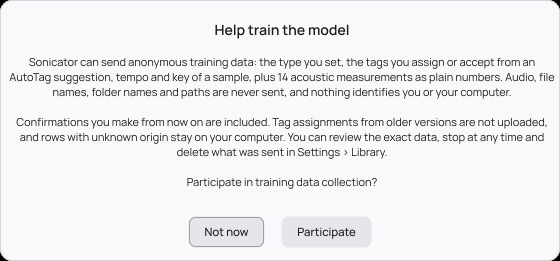 Help train the model
Sonicator can send anonymous training data: the type you set, the tags you assign or accept from an
AutoTag suggestion, tempo and key of a sample, plus 14 acoustic measurements as plain numbers. Audio, file
names, folder names and paths are never sent, and nothing identifies you or your computer.
Confirmations you make from now on are included. Tag assignments from older versions are not uploaded,
and rows with unknown origin stay on your computer. You can review the exact data, stop at any time and
delete what was sent in Settings > Library.
Participate in training data collection?
Not now
Participate